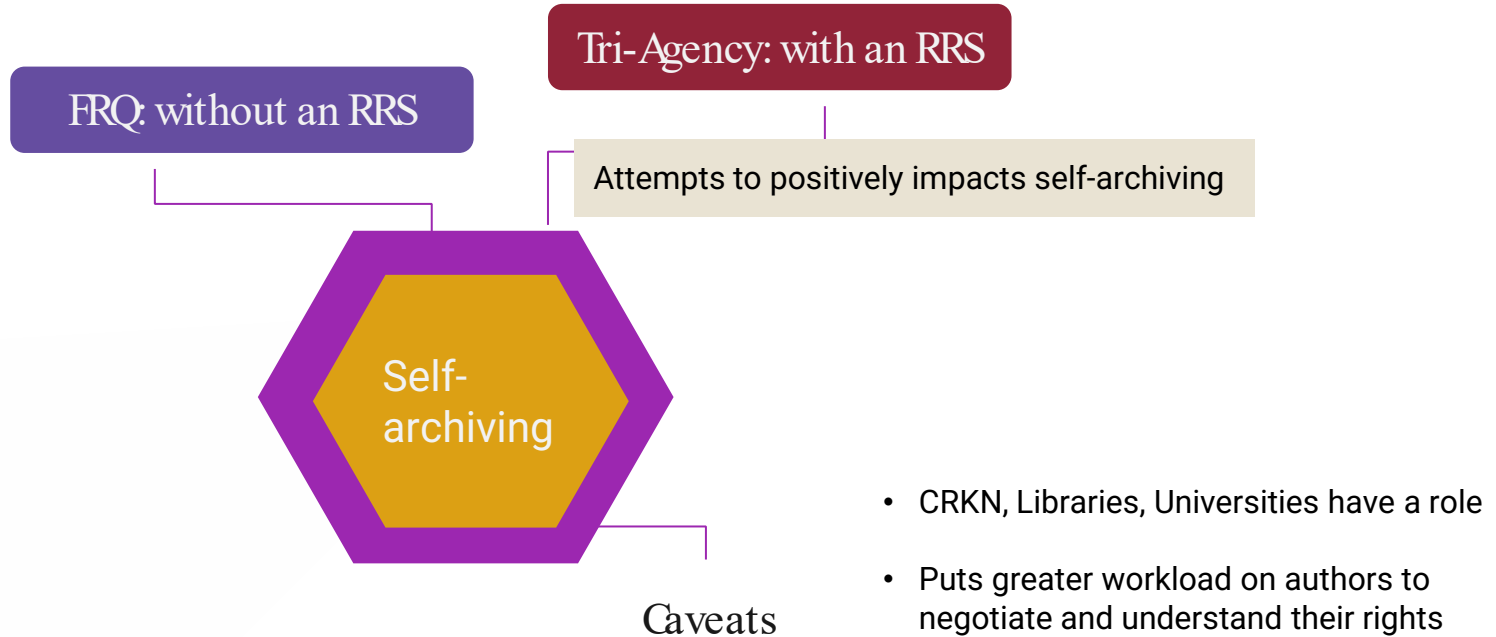 Tri-Agency: with an RRS
FRQ: without an RRS
Attempts to positively impacts self-archiving
Self-
archiving
• CRKN, Libraries, Universities have a role
• Puts greater workload on authors to
negotiate and understand their rights
Caveats